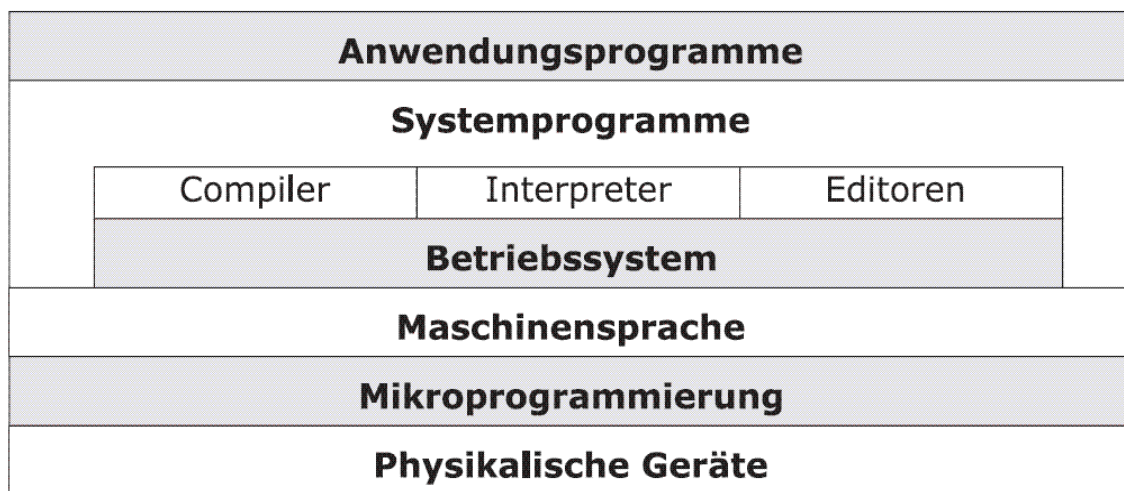 Anwendungsprogramme
Systemprogramme
Compiler Interpreter Editoren
Betriebssystem
Maschinensprache
Mikroprogrammierung
Physikalische Geräte